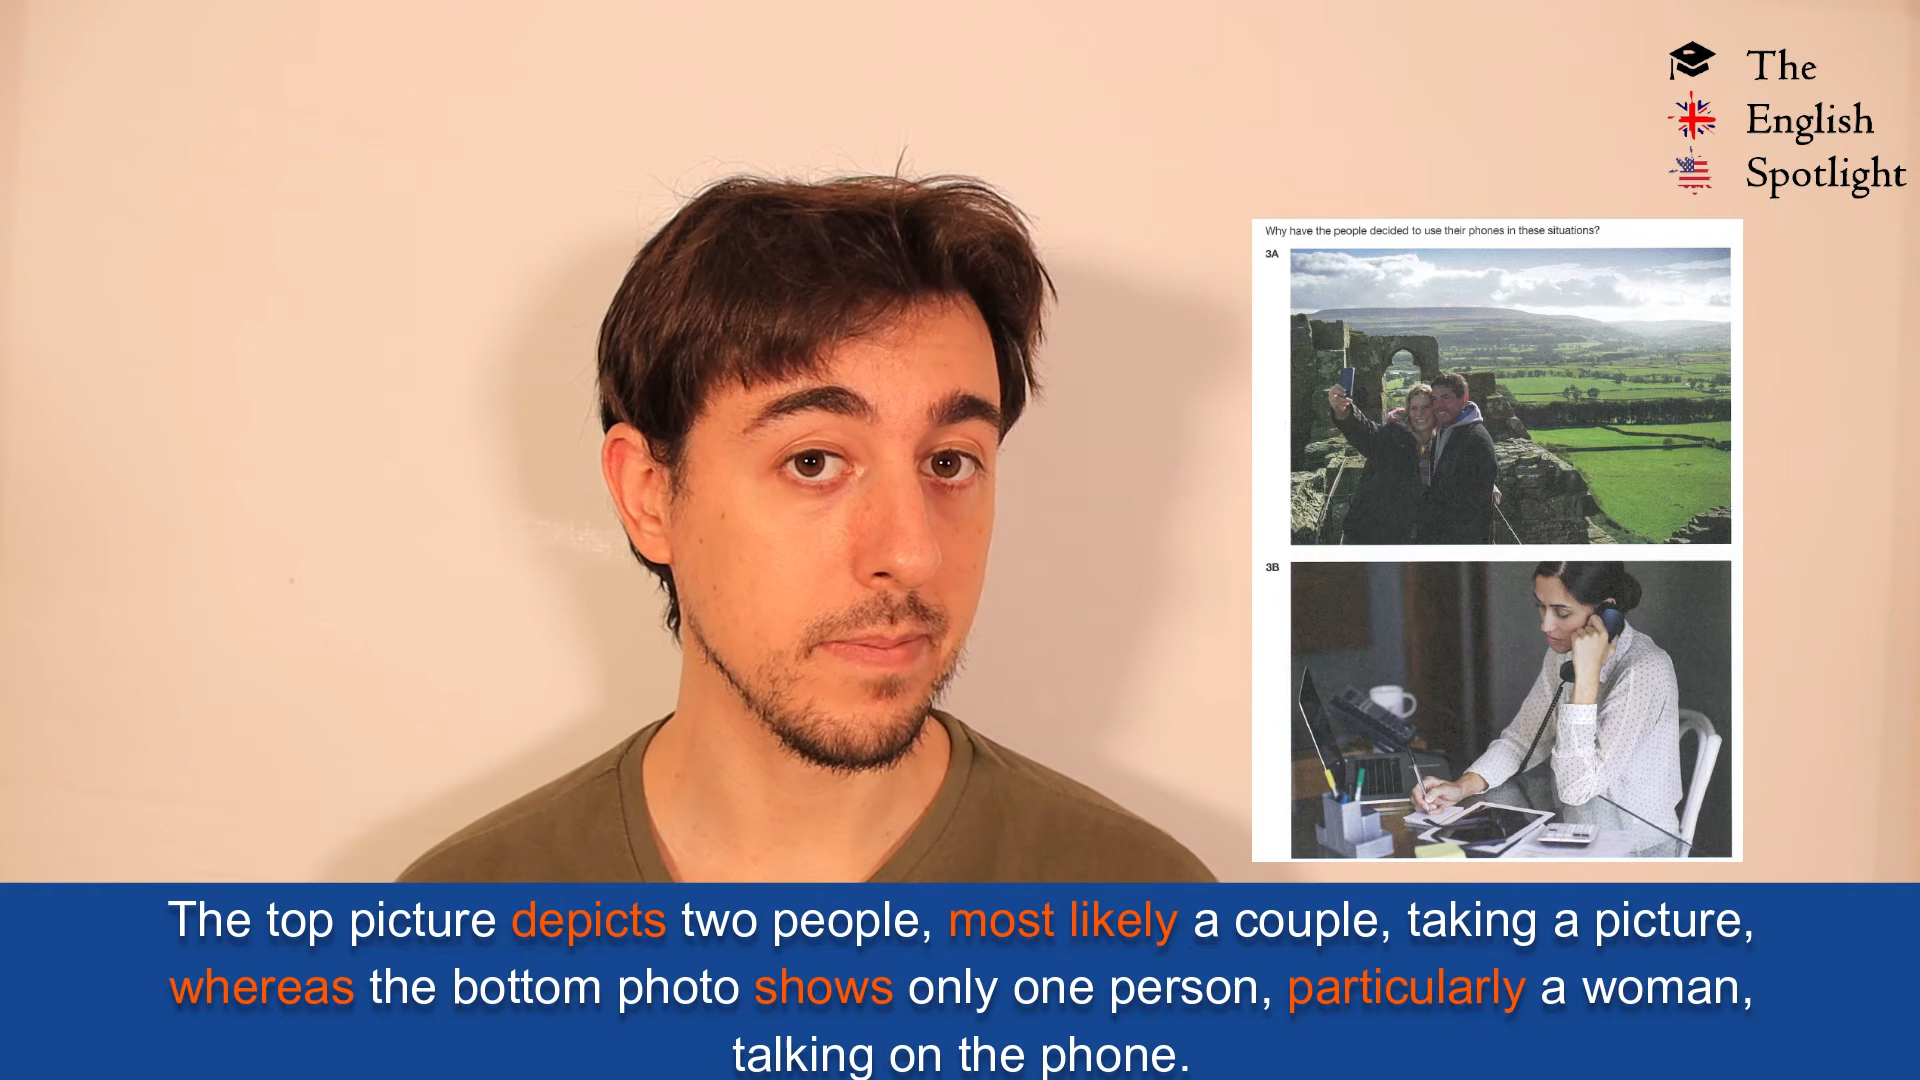 The
English
Spotlight
Why have the people decided to use their phones in these situations?
3A
3B
The top picture depicts two people, most likely a couple, taking a picture,
whereas the bottom photo shows only one person, particularly a woman,
talking on the phone.